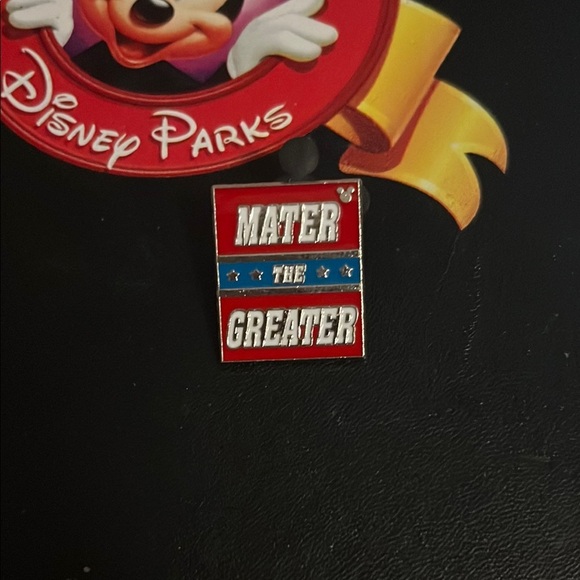 Disney Parks
MATER
THE
GREATER